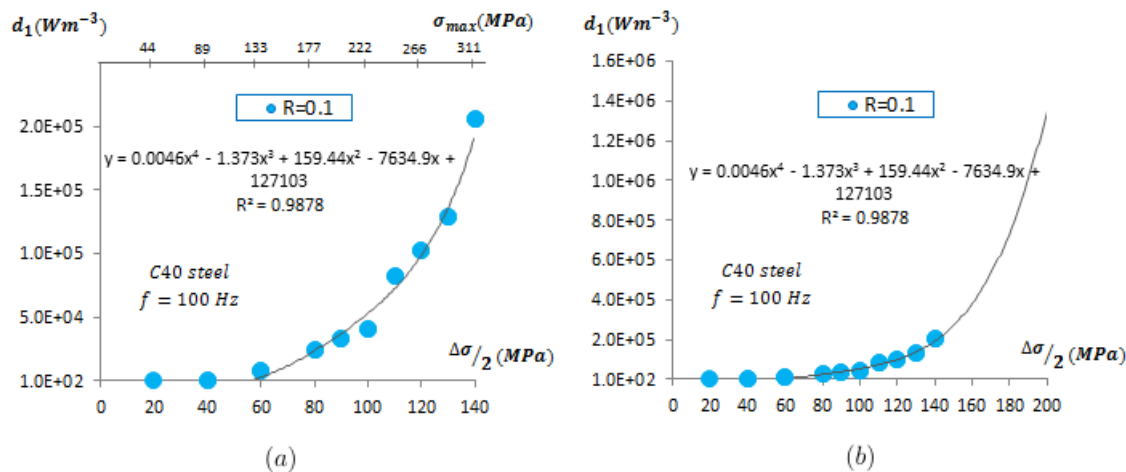 d₁(Wm⁻³) σₘₐₓ(MPa)
44 89 133 177 222 266 311
R=0.1
2.0E+05
y = 0.0046x⁴ - 1.373x³ + 159.44x² - 7634.9x +
127103
R² = 0.9878
1.5E+05
1.0E+05
C40 steel
f = 100 Hz
5.0E+04
Δσ/2 (MPa)
1.0E+02
0 20 40 60 80 100 120 140
(a)
d₁(Wm⁻³)
1.6E+06
R=0.1
1.4E+06
1.2E+06
y = 0.0046x⁴ - 1.373x³ + 159.44x² - 7634.9x +
127103
R² = 0.9878
1.0E+06
8.0E+05
6.0E+05
C40 steel
f = 100 Hz
4.0E+05
2.0E+05
Δσ/2 (MPa)
1.0E+02
0 20 40 60 80 100 120 140 160 180 200
(b)